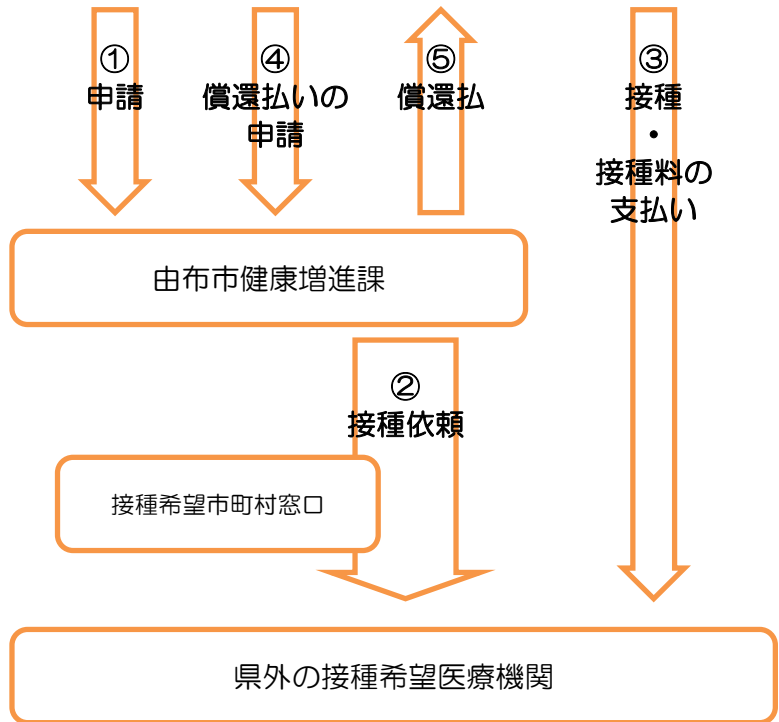 ①
申請
④
償還払いの
申請
⑤
償還払
③
接種
・
接種料の
支払い
由布市健康増進課
②
接種依頼
接種希望市町村窓口
県外の接種希望医療機関